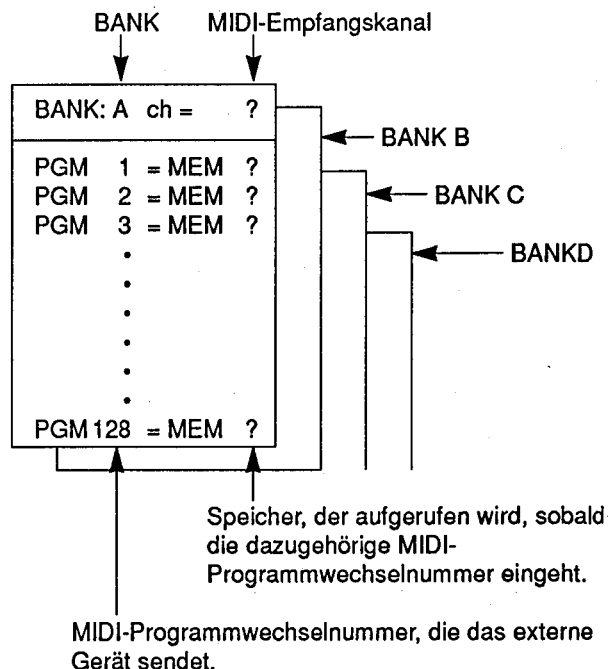 BANK MIDI-Empfangskanal
BANK: A ch = ?
BANK B
PGM 1 = MEM ?
PGM 2 = MEM ?
BANK C
PGM 3 = MEM ?
BANKD
PGM 128 = MEM ?
Speicher, der aufgerufen wird, sobald
die dazugehörige MIDI-
Programmwechselnummer eingeht.
MIDI-Programmwechselnummer, die das externe
Gerät sendet.